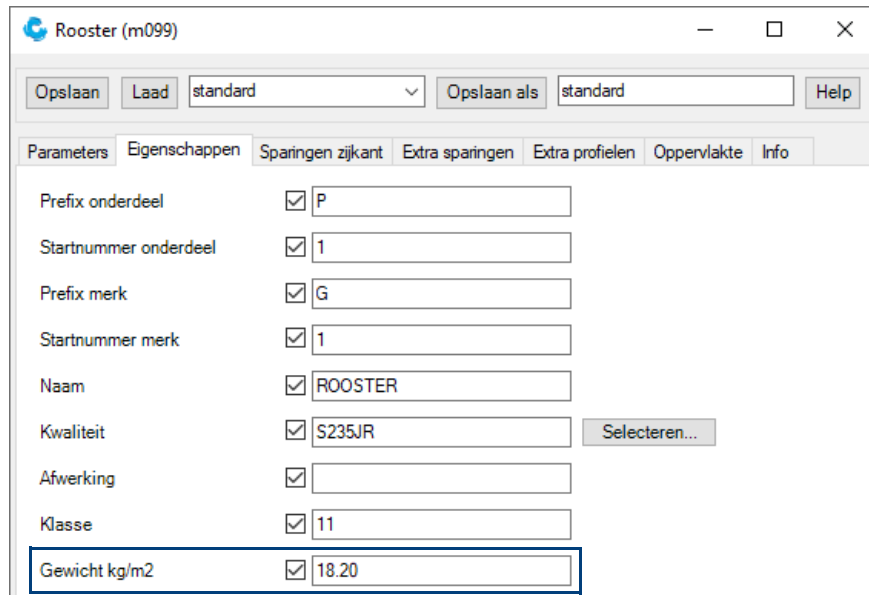 Rooster (m099)
Opslaan Laad standard Opslaan als standard Help
Parameters Eigenschappen Sparingen zijkant Extra sparingen Extra profielen Oppervlakte Info
Prefix onderdeel P
Startnummer onderdeel 1
Prefix merk G
Startnummer merk 1
Naam ROOSTER
Kwaliteit S235JR Selecteren...
Afwerking
Klasse 11
Gewicht kg/m2 18.20